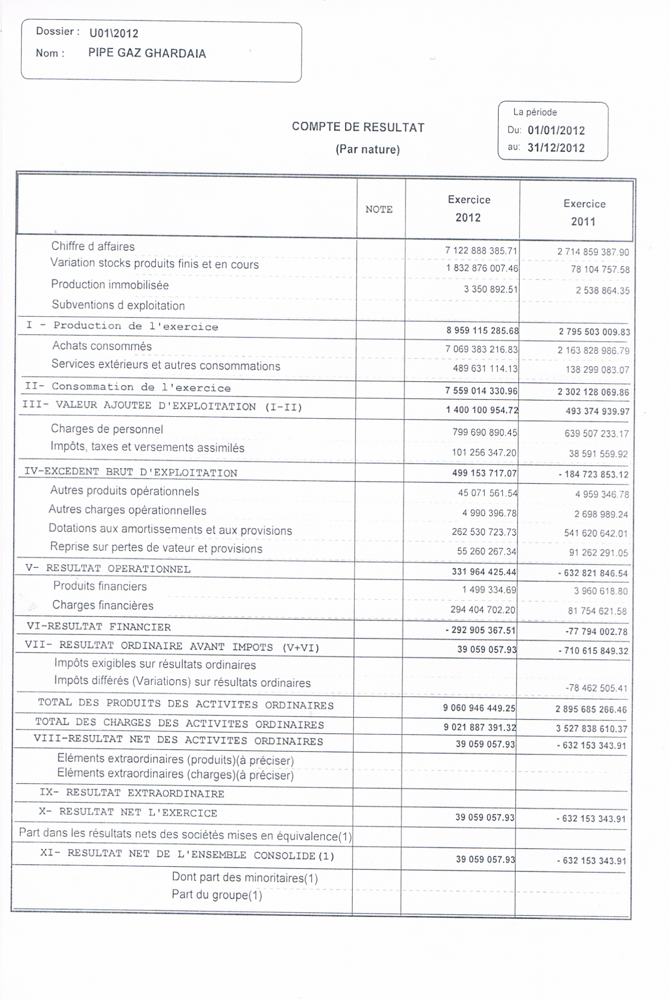 Dossier : U01\2012
Nom : PIPE GAZ GHARDAIA
La période
COMPTE DE RESULTAT
Du: 01/01/2012
(Par nature)
au: 31/12/2012
NOTE Exercice 2012 Exercice 2011
Chiffre d affaires 7 122 888 385.71 2 714 859 387.90
Variation stocks produits finis et en cours 1 832 876 007.46 78 104 757.58
Production immobilisée 3 350 892.51 2 538 864.35
Subventions d exploitation
I - Production de l'exercice 8 959 115 285.68 2 795 503 009.83
Achats consommés 7 069 383 216.83 2 163 828 986.79
Services extérieurs et autres consommations 489 631 114.13 138 299 083.07
II- Consommation de l'exercice 7 559 014 330.96 2 302 128 069.86
III- VALEUR AJOUTEE D'EXPLOITATION (I-II) 1 400 100 954.72 493 374 939.97
Charges de personnel 799 690 890.45 639 507 233.17
Impôts, taxes et versements assimilés 101 256 347.20 38 591 559.92
IV-EXCEDENT BRUT D'EXPLOITATION 499 153 717.07 - 184 723 853.12
Autres produits opérationnels 45 071 561.54 4 959 346.78
Autres charges opérationnelles 4 990 396.78 2 698 989.24
Dotations aux amortissements et aux provisions 262 530 723.73 541 620 642.01
Reprise sur pertes de vateur et provisions 55 260 267.34 91 262 291.05
V- RESULTAT OPERATIONNEL 331 964 425.44 - 632 821 846.54
Produits financiers 1 499 334.69 3 960 618.80
Charges financières 294 404 702.20 81 754 621.58
VI-RESULTAT FINANCIER - 292 905 367.51 -77 794 002.78
VII- RESULTAT ORDINAIRE AVANT IMPOTS (V+VI) 39 059 057.93 - 710 615 849.32
Impôts exigibles sur résultats ordinaires
Impôts différés (Variations) sur résultats ordinaires -78 462 505.41
TOTAL DES PRODUITS DES ACTIVITES ORDINAIRES 9 060 946 449.25 2 895 685 266.46
TOTAL DES CHARGES DES ACTIVITES ORDINAIRES 9 021 887 391.32 3 527 838 610.37
VIII-RESULTAT NET DES ACTIVITES ORDINAIRES 39 059 057.93 - 632 153 343.91
Eléments extraordinaires (produits)(à préciser)
Eléments extraordinaires (charges)(à préciser)
IX- RESULTAT EXTRAORDINAIRE
X- RESULTAT NET L'EXERCICE 39 059 057.93 - 632 153 343.91
Part dans les résultats nets des sociétés mises en équivalence(1)
XI- RESULTAT NET DE L'ENSEMBLE CONSOLIDE(1) 39 059 057.93 - 632 153 343.91
Dont part des minoritaires(1)
Part du groupe(1)